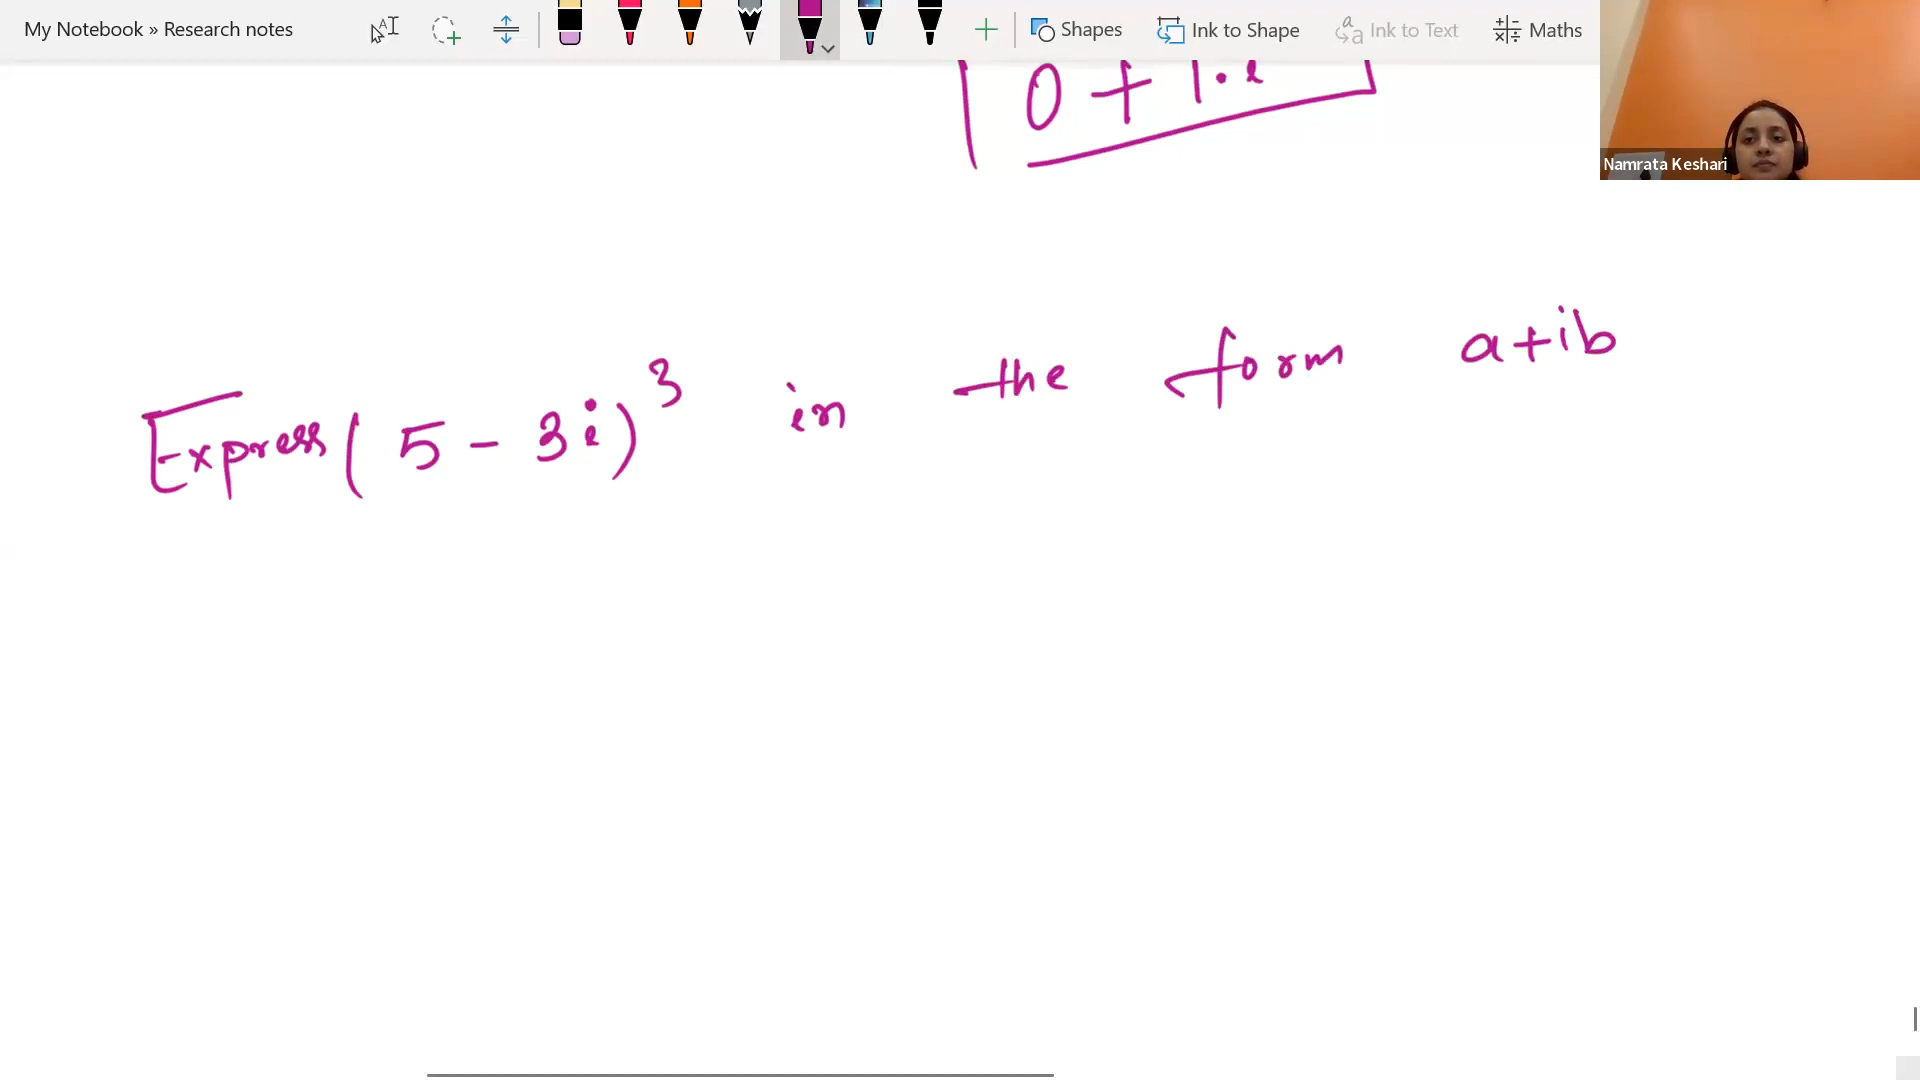 My Notebook » Research notes
Shapes
Ink to Shape
Ink to Text
Maths
0 + 1.i
Namrata Keshari
Express (5 - 3i)³ in the form a+ib